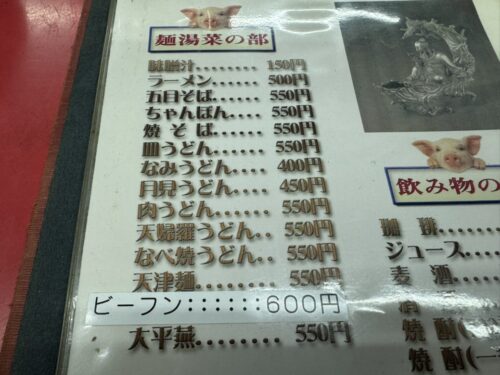 麺湯菜の部
豚脂汁........ 150円
ラーメン....... 500円
五目そば...... 550円
ちゃんぽん.... 550円
焼そば...... 550円
皿うどん....... 550円
なみうどん.... 400円
月見うどん.... 450円
肉うどん....... 550円
天婦羅うどん.. 550円
なべ焼うどん.. 550円
天津麺....... 550円
ビーフン：：：：：：600円
太平燕....... 550円
飲み物の
珈琲
ジュース
麦酒
焼酎(
焼酎(一